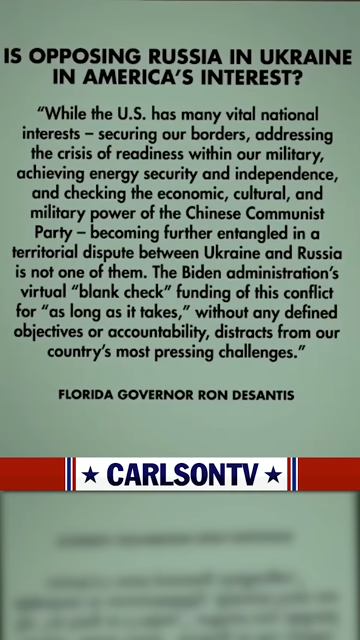 IS OPPOSING RUSSIA IN UKRAINE
IN AMERICA'S INTEREST?
“While the U.S. has many vital national
interests – securing our borders, addressing
the crisis of readiness within our military,
achieving energy security and independence,
and checking the economic, cultural, and
military power of the Chinese Communist
Party – becoming further entangled in a
territorial dispute between Ukraine and Russia
is not one of them. The Biden administration's
virtual “blank check” funding of this conflict
for “as long as it takes,” without any defined
objectives or accountability, distracts from our
country's most pressing challenges.”
FLORIDA GOVERNOR RON DESANTIS
★ CARLSONTV ★